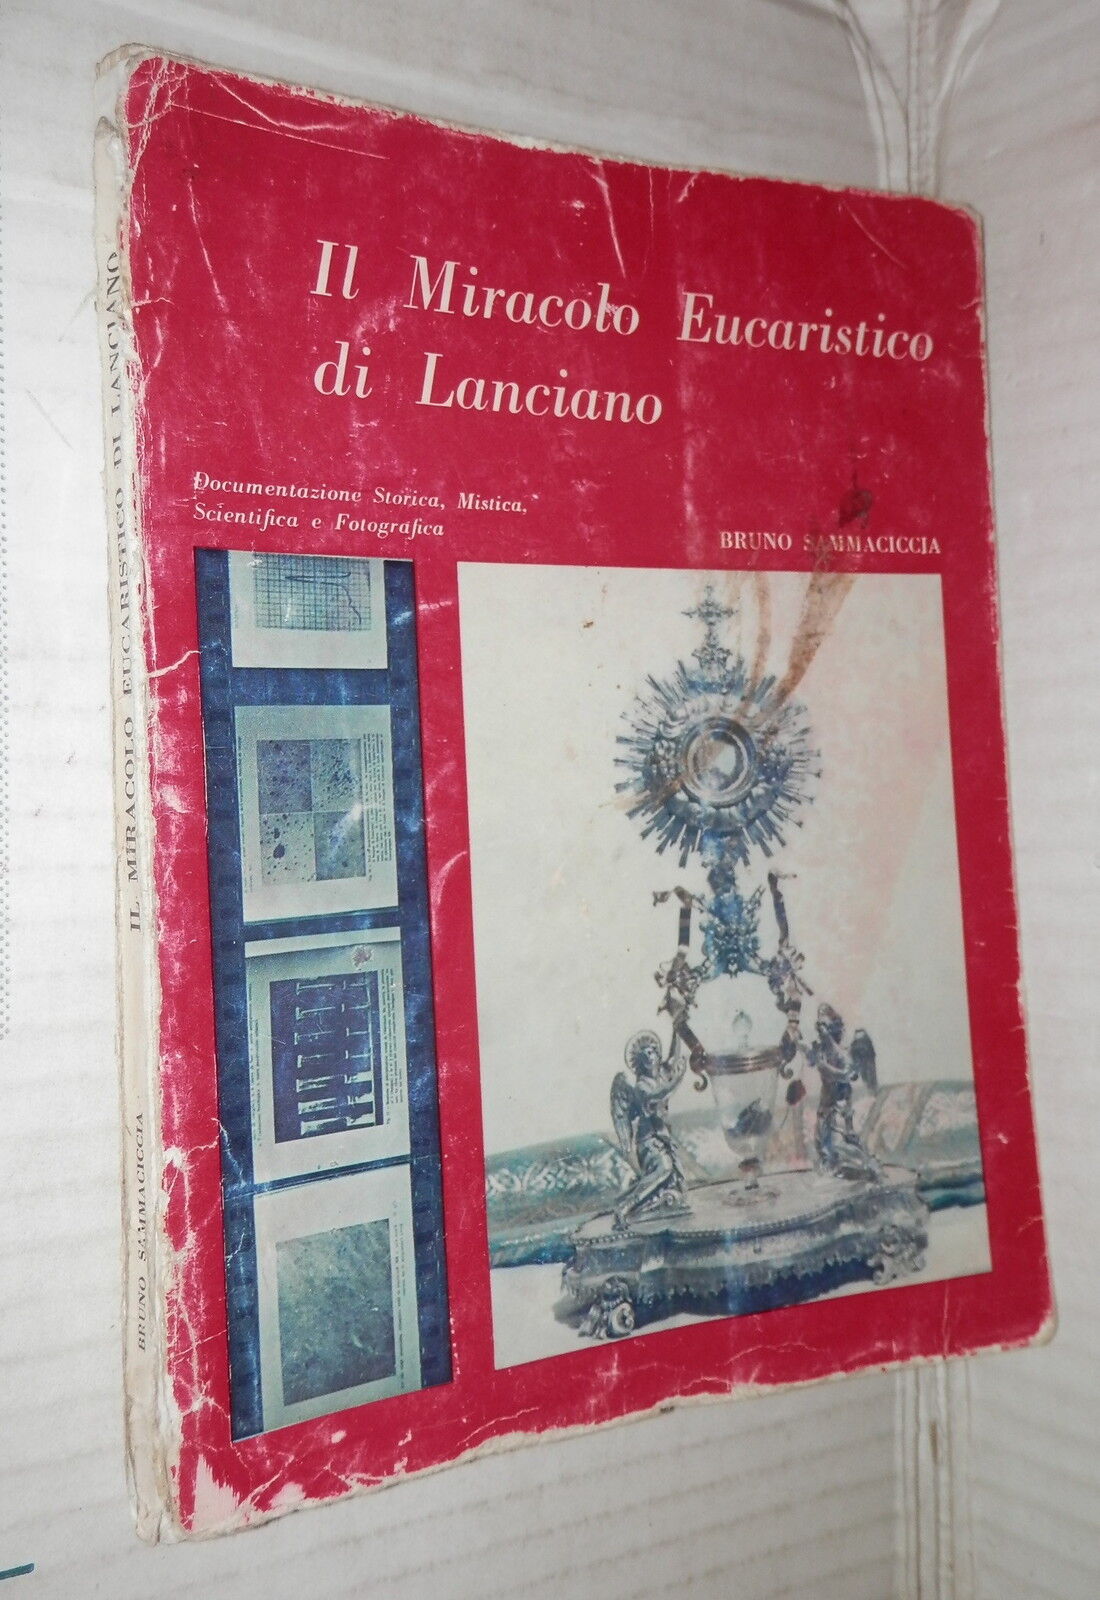 Il Miracolo Eucaristico
di Lanciano
Documentazione Storica, Mistica,
Scientifica e Fotografica
BRUNO SAMMACICCIA
BRUNO SAMMACICCIA IL MIRACOLO EUCARISTICO DI LANCIANO